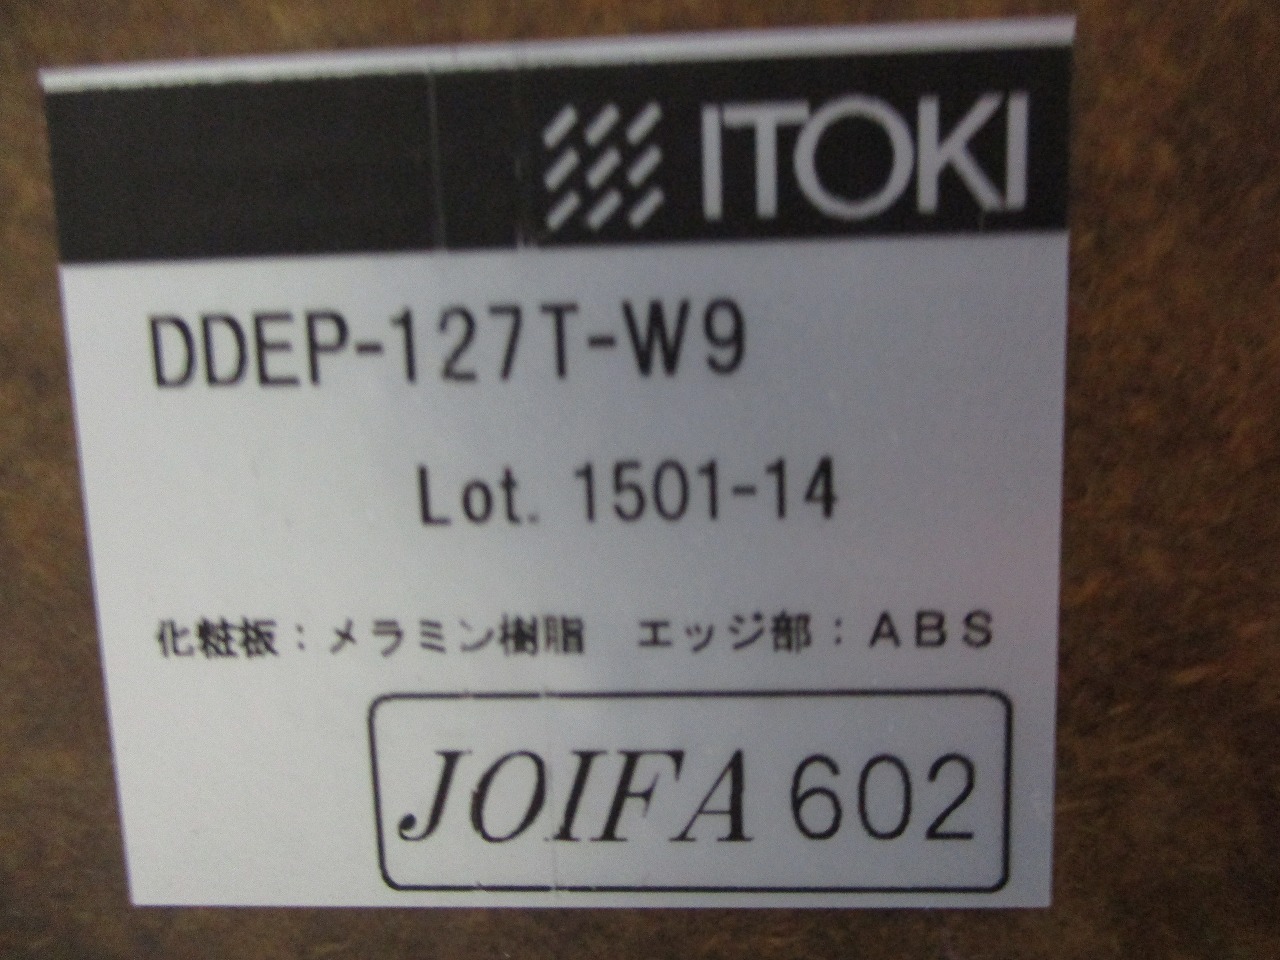 ITOKI
DDEP-127T-W9
Lot. 1501-14
化粧板：メラミン樹脂　エッジ部：ＡＢＳ
JOIFA 602